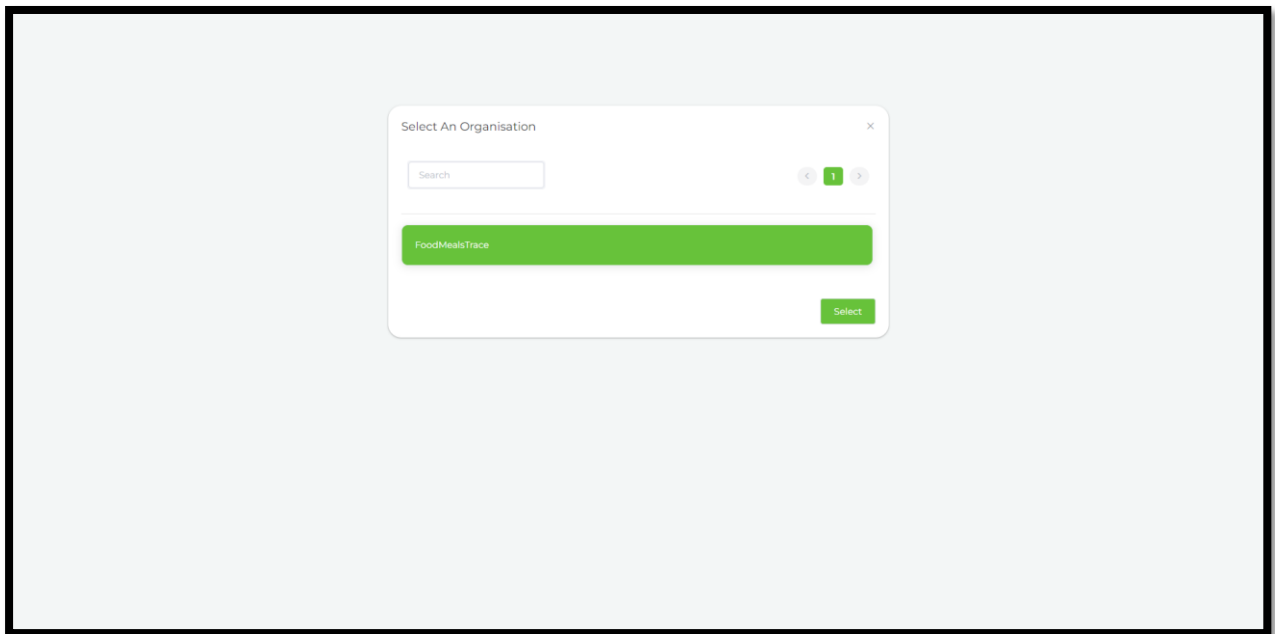 Select An Organisation
Search
1
FoodMealsTrace
Select